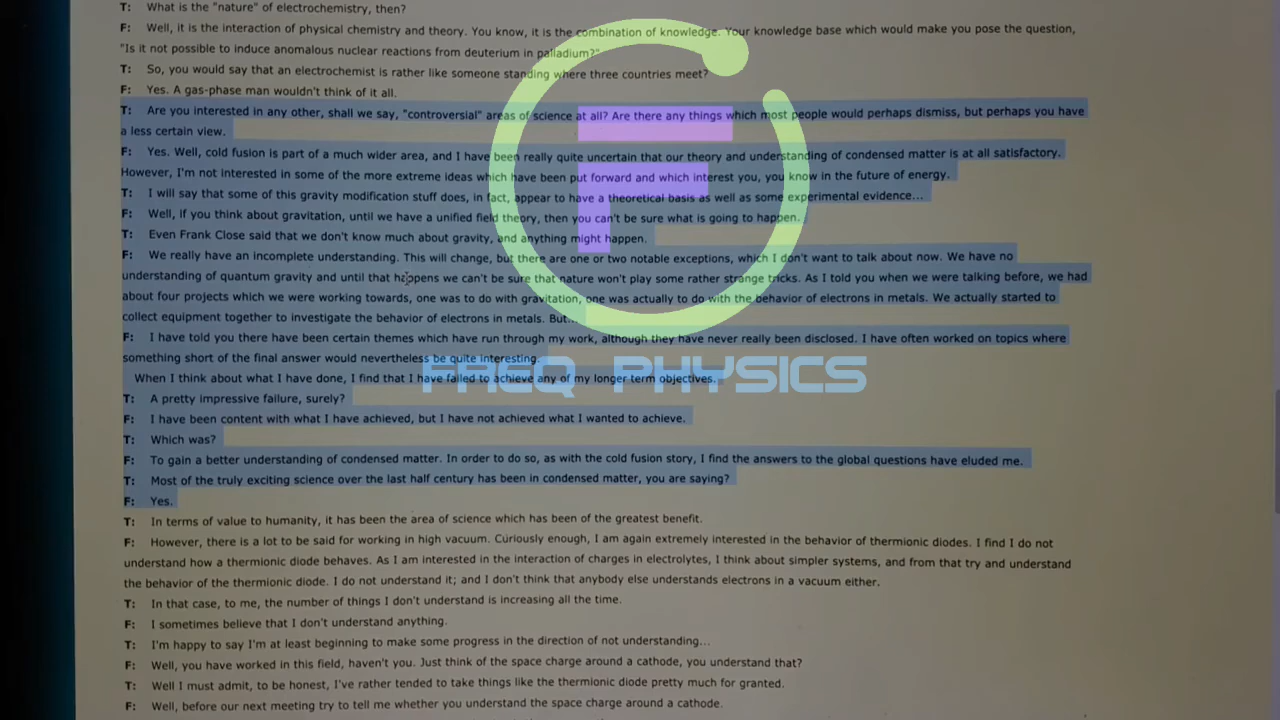 T: What is the "nature" of electrochemistry, then?
F: Well, it is the interaction of physical chemistry and theory. You know, it is the combination of knowledge. Your knowledge base which would make you pose the question,
"Is it not possible to induce anomalous nuclear reactions from deuterium in palladium?"
T: So, you would say that an electrochemist is rather like someone standing where three countries meet?
F: Yes. A gas-phase man wouldn't think of it all.
T: Are you interested in any other, shall we say, "controversial" areas of science at all? Are there any things which most people would perhaps dismiss, but perhaps you have
a less certain view.
F: Yes. Well, cold fusion is part of a much wider area, and I have been really quite uncertain that our theory and understanding of condensed matter is at all satisfactory.
However, I'm not interested in some of the more extreme ideas which have been put forward and which interest you, you know in the future of energy.
T: I will say that some of this gravity modification stuff does, in fact, appear to have a theoretical basis as well as some experimental evidence...
F: Well, if you think about gravitation, until we have a unified field theory, then you can't be sure what is going to happen.
T: Even Frank Close said that we don't know much about gravity, and anything might happen.
F: We really have an incomplete understanding. This will change, but there are one or two notable exceptions, which I don't want to talk about now. We have no
understanding of quantum gravity and until that happens we can't be sure that nature won't play some rather strange tricks. As I told you when we were talking before, we had
about four projects which we were working towards, one was to do with gravitation, one was actually to do with the behavior of electrons in metals. We actually started to
collect equipment together to investigate the behavior of electrons in metals. But...
F: I have told you there have been certain themes which have run through my work, although they have never really been disclosed. I have often worked on topics where
something short of the final answer would nevertheless be quite interesting.
When I think about what I have done, I find that I have failed to achieve any of my longer term objectives.
FREQ PHYSICS
T: A pretty impressive failure, surely?
F: I have been content with what I have achieved, but I have not achieved what I wanted to achieve.
T: Which was?
F: To gain a better understanding of condensed matter. In order to do so, as with the cold fusion story, I find the answers to the global questions have eluded me.
T: Most of the truly exciting science over the last half century has been in condensed matter, you are saying?
F: Yes.
T: In terms of value to humanity, it has been the area of science which has been of the greatest benefit.
F: However, there is a lot to be said for working in high vacuum. Curiously enough, I am again extremely interested in the behavior of thermionic diodes. I find I do not
understand how a thermionic diode behaves. As I am interested in the interaction of charges in electrolytes, I think about simpler systems, and from that try and understand
the behavior of the thermionic diode. I do not understand it; and I don't think that anybody else understands electrons in a vacuum either.
T: In that case, to me, the number of things I don't understand is increasing all the time.
F: I sometimes believe that I don't understand anything.
T: I'm happy to say I'm at least beginning to make some progress in the direction of not understanding...
F: Well, you have worked in this field, haven't you. Just think of the space charge around a cathode, you understand that?
T: Well I must admit, to be honest, I've rather tended to take things like the thermionic diode pretty much for granted.
F: Well, before our next meeting try to tell me whether you understand the space charge around a cathode.